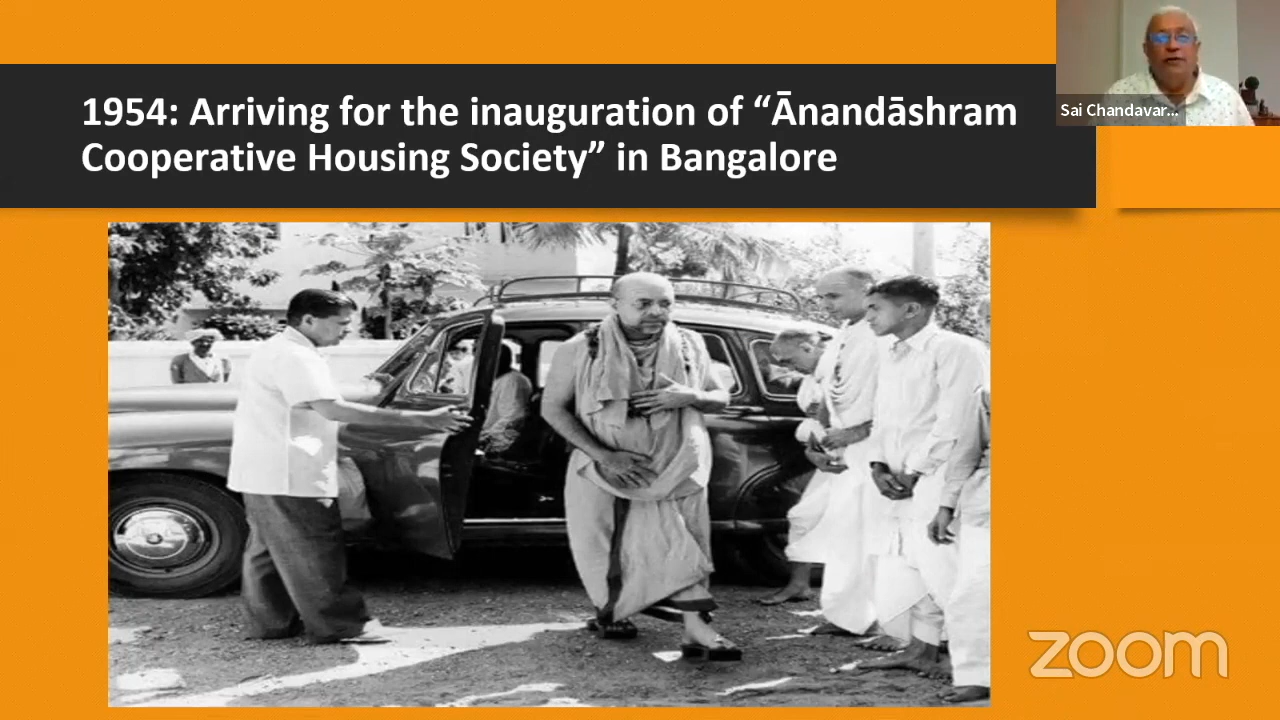 1954: Arriving for the inauguration of “Ānandāshram
Cooperative Housing Society” in Bangalore
Sai Chandavar...
zoom